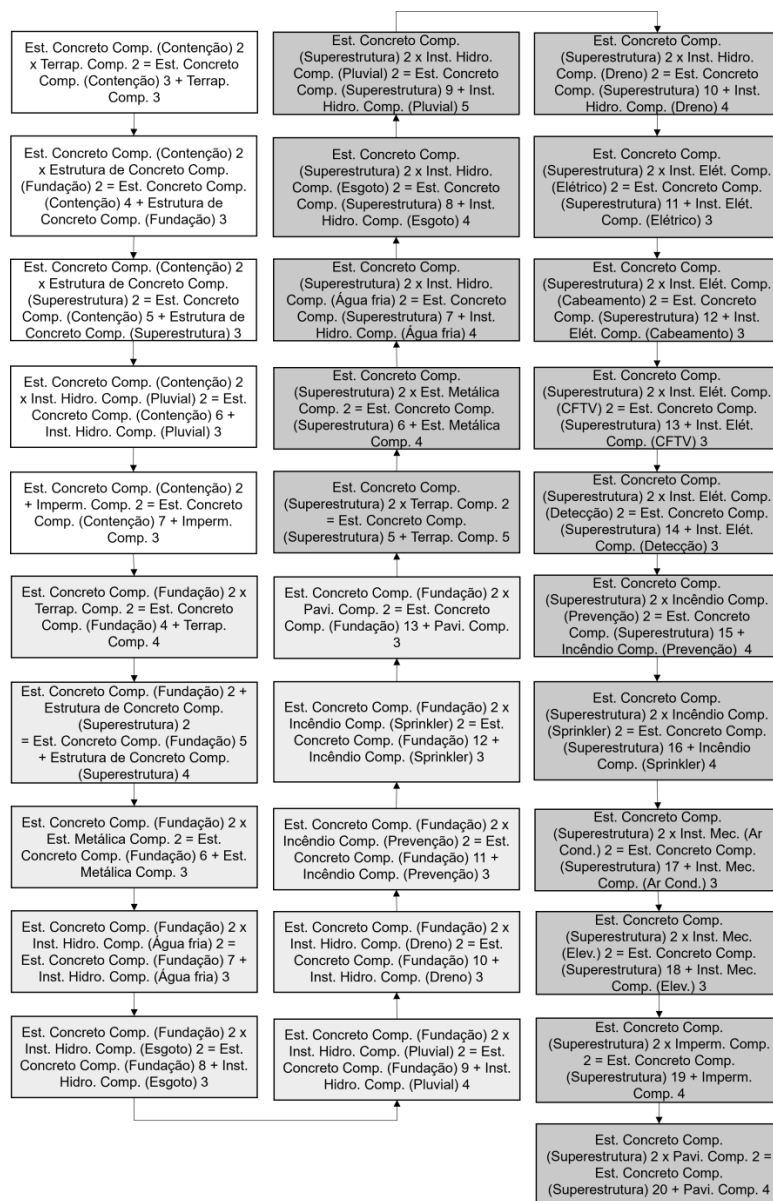 Est. Concreto Comp. (Contenção) 2
x Terrap. Comp. 2 = Est. Concreto
Comp. (Contenção) 3 + Terrap.
Comp. 3
Est. Concreto Comp. (Contenção) 2
x Estrutura de Concreto Comp.
(Fundação) 2 = Est. Concreto Comp.
(Contenção) 4 + Estrutura de
Concreto Comp. (Fundação) 3
Est. Concreto Comp. (Contenção) 2
x Estrutura de Concreto Comp.
(Superestrutura) 2 = Est. Concreto
Comp. (Contenção) 5 + Estrutura de
Concreto Comp. (Superestrutura) 3
Est. Concreto Comp. (Contenção) 2
x Inst. Hidro. Comp. (Pluvial) 2 = Est.
Concreto Comp. (Contenção) 6 +
Inst. Hidro. Comp. (Pluvial) 3
Est. Concreto Comp. (Contenção) 2
+ Imperm. Comp. 2 = Est. Concreto
Comp. (Contenção) 7 + Imperm.
Comp. 3
Est. Concreto Comp. (Fundação) 2 x
Terrap. Comp. 2 = Est. Concreto
Comp. (Fundação) 4 + Terrap.
Comp. 4
Est. Concreto Comp. (Fundação) 2 +
Estrutura de Concreto Comp.
(Superestrutura) 2
= Est. Concreto Comp. (Fundação) 5
+ Estrutura de Concreto Comp.
(Superestrutura) 4
Est. Concreto Comp. (Fundação) 2 x
Est. Metálica Comp. 2 = Est.
Concreto Comp. (Fundação) 6 + Est.
Metálica Comp. 3
Est. Concreto Comp. (Fundação) 2 x
Inst. Hidro. Comp. (Água fria) 2 =
Est. Concreto Comp. (Fundação) 7 +
Inst. Hidro. Comp. (Água fria) 3
Est. Concreto Comp. (Fundação) 2 x
Inst. Hidro. Comp. (Esgoto) 2 = Est.
Concreto Comp. (Fundação) 8 + Inst.
Hidro. Comp. (Esgoto) 3
Est. Concreto Comp. (Fundação) 2 x
Inst. Hidro. Comp. (Pluvial) 2 = Est.
Concreto Comp. (Fundação) 9 + Inst.
Hidro. Comp. (Pluvial) 4
Est. Concreto Comp. (Fundação) 2 x
Inst. Hidro. Comp. (Dreno) 2 = Est.
Concreto Comp. (Fundação)
10 + Inst. Hidro. Comp. (Dreno) 3
Est. Concreto Comp. (Fundação) 2 x
Incêndio Comp. (Prevenção) 2 = Est.
Concreto Comp. (Fundação) 11 +
Incêndio Comp. (Prevenção) 3
Est. Concreto Comp. (Fundação) 2 x
Incêndio Comp. (Sprinkler) 2 = Est.
Concreto Comp. (Fundação)
12 +
Incêndio Comp. (Sprinkler) 3
Est. Concreto Comp. (Fundação) 2 x
Pavi. Comp. 2 = Est. Concreto
Comp. (Fundação) 13 + Pavi. Comp.
3
Est. Concreto Comp.
(Superestrutura) 2 x Terrap. Comp. 2
= Est. Concreto Comp.
(Superestrutura) 5 + Terrap. Comp. 5
Est. Concreto Comp.
(Superestrutura) 2 x Est. Metálica
Comp. 2 = Est. Concreto Comp.
(Superestrutura) 6 + Est. Metálica
Comp. 4
Est. Concreto Comp.
(Superestrutura) 2 x Inst. Hidro.
Comp. (Água fria) 2 = Est. Concreto
Comp. (Superestrutura) 7 + Inst.
Hidro. Comp. (Água fria) 4
Est. Concreto Comp.
(Superestrutura) 2 x Inst. Hidro.
Comp. (Esgoto) 2 = Est. Concreto
Comp. (Superestrutura) 8 + Inst.
Hidro. Comp. (Esgoto) 4
Est. Concreto Comp.
(Superestrutura) 2 x Inst. Hidro.
Comp. (Pluvial) 2 = Est. Concreto
Comp. (Superestrutura) 9 + Inst.
Hidro. Comp. (Pluvial) 5
Est. Concreto Comp.
(Superestrutura) 2 x Inst. Hidro.
Comp. (Dreno) 2 = Est. Concreto
Comp. (Superestrutura) 10 + Inst.
Hidro. Comp. (Dreno) 4
Est. Concreto Comp.
(Superestrutura) 2 x Inst. Elét. Comp.
(Elétrico) 2 = Est. Concreto Comp.
(Superestrutura) 11 + Inst. Elét.
Comp. (Elétrico) 3
Est. Concreto Comp.
(Superestrutura) 2 x Inst. Elét. Comp.
(Cabeamento) 2 = Est. Concreto
Comp. (Superestrutura) 12 + Inst.
Elét. Comp. (Cabeamento) 3
Est. Concreto Comp.
(Superestrutura) 2 x Inst. Elét. Comp.
(CFTV) 2 = Est. Concreto Comp.
(Superestrutura) 13 + Inst. Elét.
Comp. (CFTV) 3
Est. Concreto Comp.
(Superestrutura) 2 x Inst. Elét. Comp.
(Detecção) 2 = Est. Concreto Comp.
(Superestrutura) 14 + Inst. Elét.
Comp. (Detecção) 3
Est. Concreto Comp.
(Superestrutura) 2 x Incêndio Comp.
(Prevenção) 2 = Est. Concreto
Comp. (Superestrutura) 15 +
Incêndio Comp. (Prevenção) 4
Est. Concreto Comp.
(Superestrutura) 2 x Incêndio Comp.
(Sprinkler) 2 = Est. Concreto Comp.
(Superestrutura) 16 + Incêndio
Comp. (Sprinkler) 4
Est. Concreto Comp.
(Superestrutura) 2 x Inst. Mec. (Ar
Cond.) 2 = Est. Concreto Comp.
(Superestrutura) 17 + Inst. Mec.
Comp. (Ar Cond.) 3
Est. Concreto Comp.
(Superestrutura) 2 x Inst. Mec.
(Elev.) 2 = Est. Concreto Comp.
(Superestrutura) 18 + Inst. Mec.
Comp. (Elev.) 3
Est. Concreto Comp.
(Superestrutura) 2 x Imperm. Comp.
2 = Est. Concreto Comp.
(Superestrutura) 19 + Imperm.
Comp. 4
Est. Concreto Comp.
(Superestrutura) 2 x Pavi. Comp. 2 =
Est. Concreto Comp.
(Superestrutura) 20 + Pavi. Comp. 4